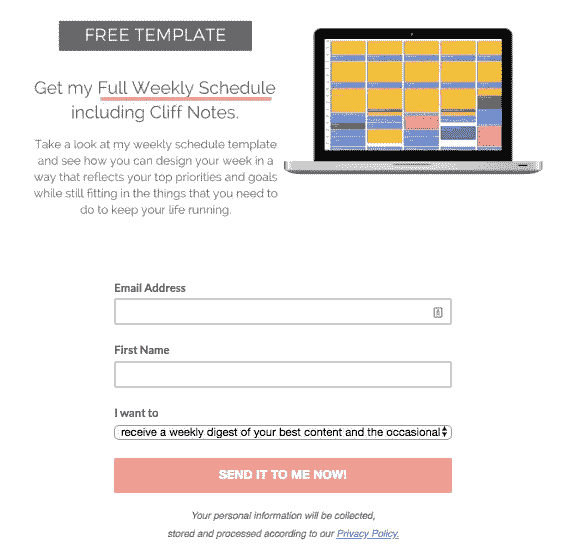 FREE TEMPLATE
Get my Full Weekly Schedule
including Cliff Notes.
Take a look at my weekly schedule template
and see how you can design your week in a
way that reflects your top priorities and goals
while still fitting in the things that you need to
do to keep your life running.
Email Address
First Name
I want to
receive a weekly digest of your best content and the occasional
SEND IT TO ME NOW!
Your personal information will be collected,
stored and processed according to our Privacy Policy.